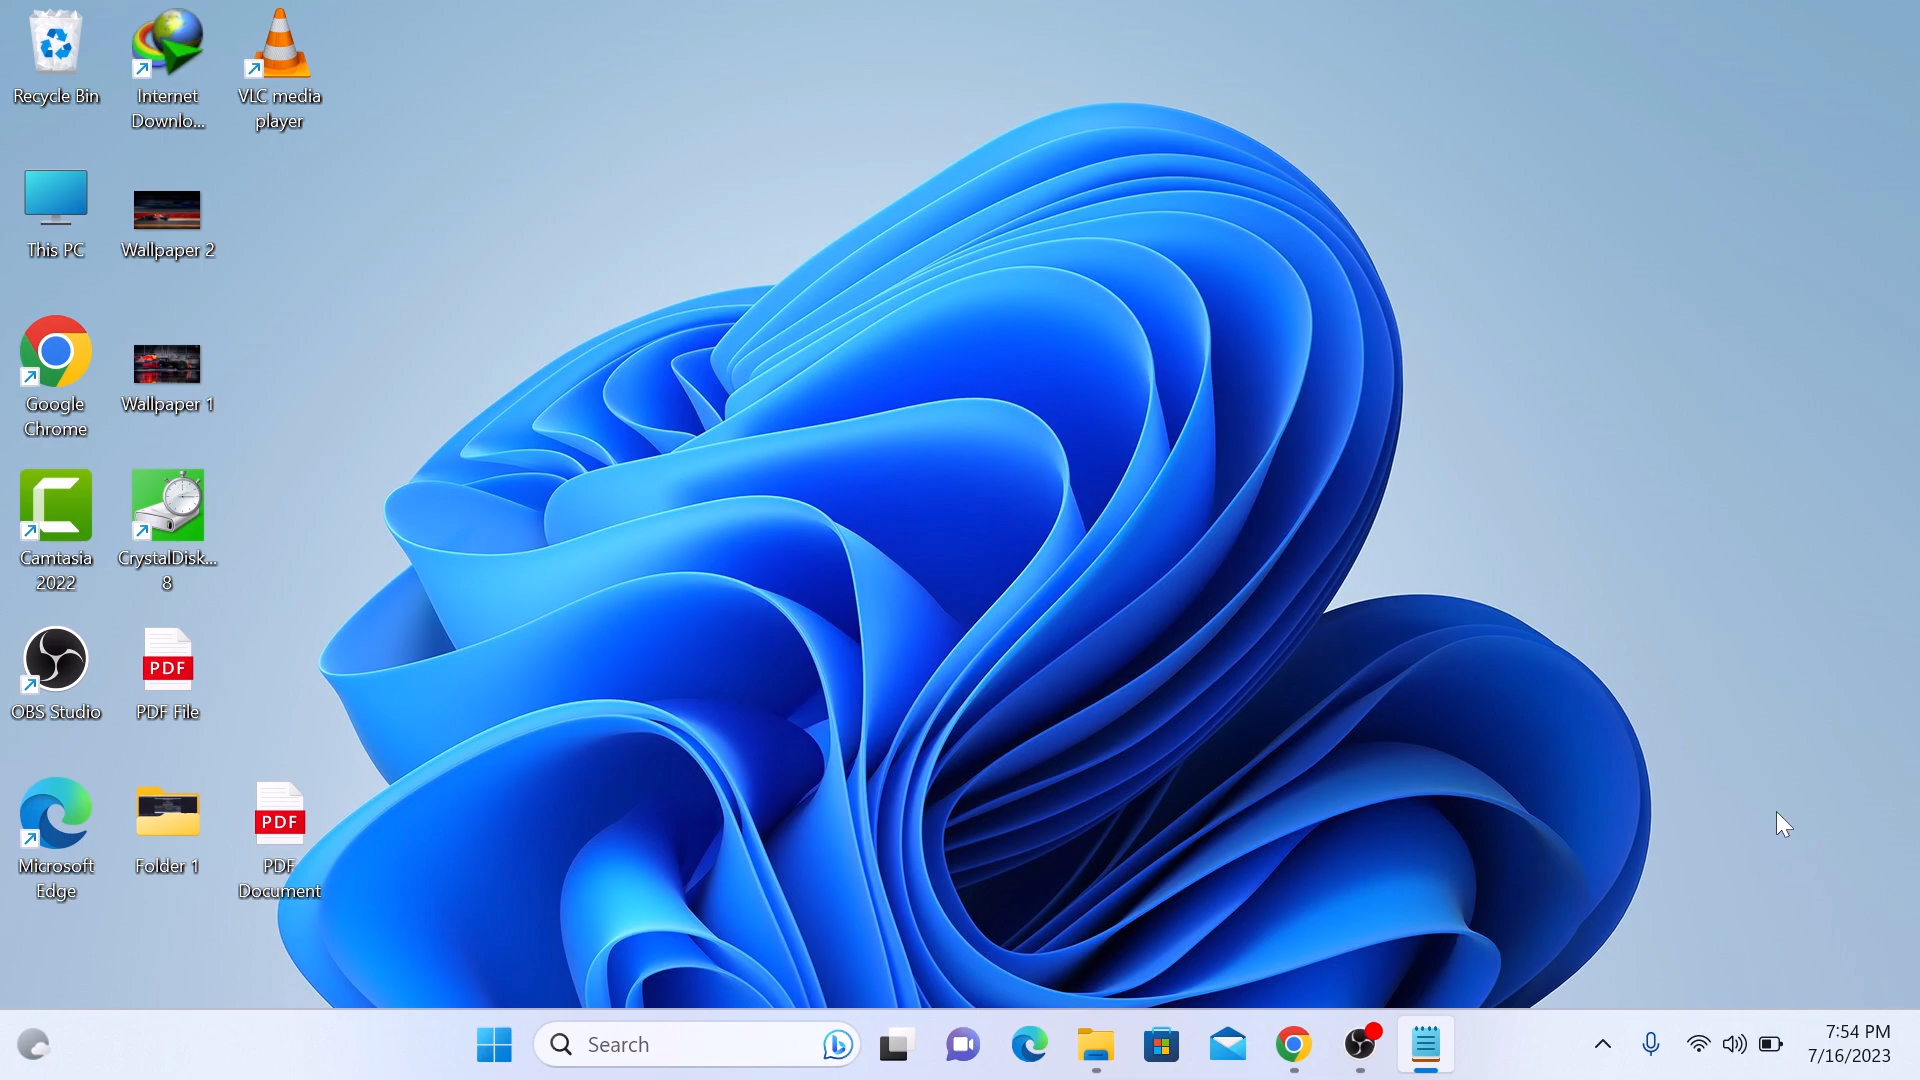 Recycle Bin
Internet
Downlo...
VLC media
player
This PC
Wallpaper 2
Google
Chrome
Wallpaper 1
Camtasia
2022
CrystalDisk...
8
OBS Studio
PDF
PDF File
Microsoft
Edge
Folder 1
PDF
PDF
Document
Search
7:54 PM
7/16/2023